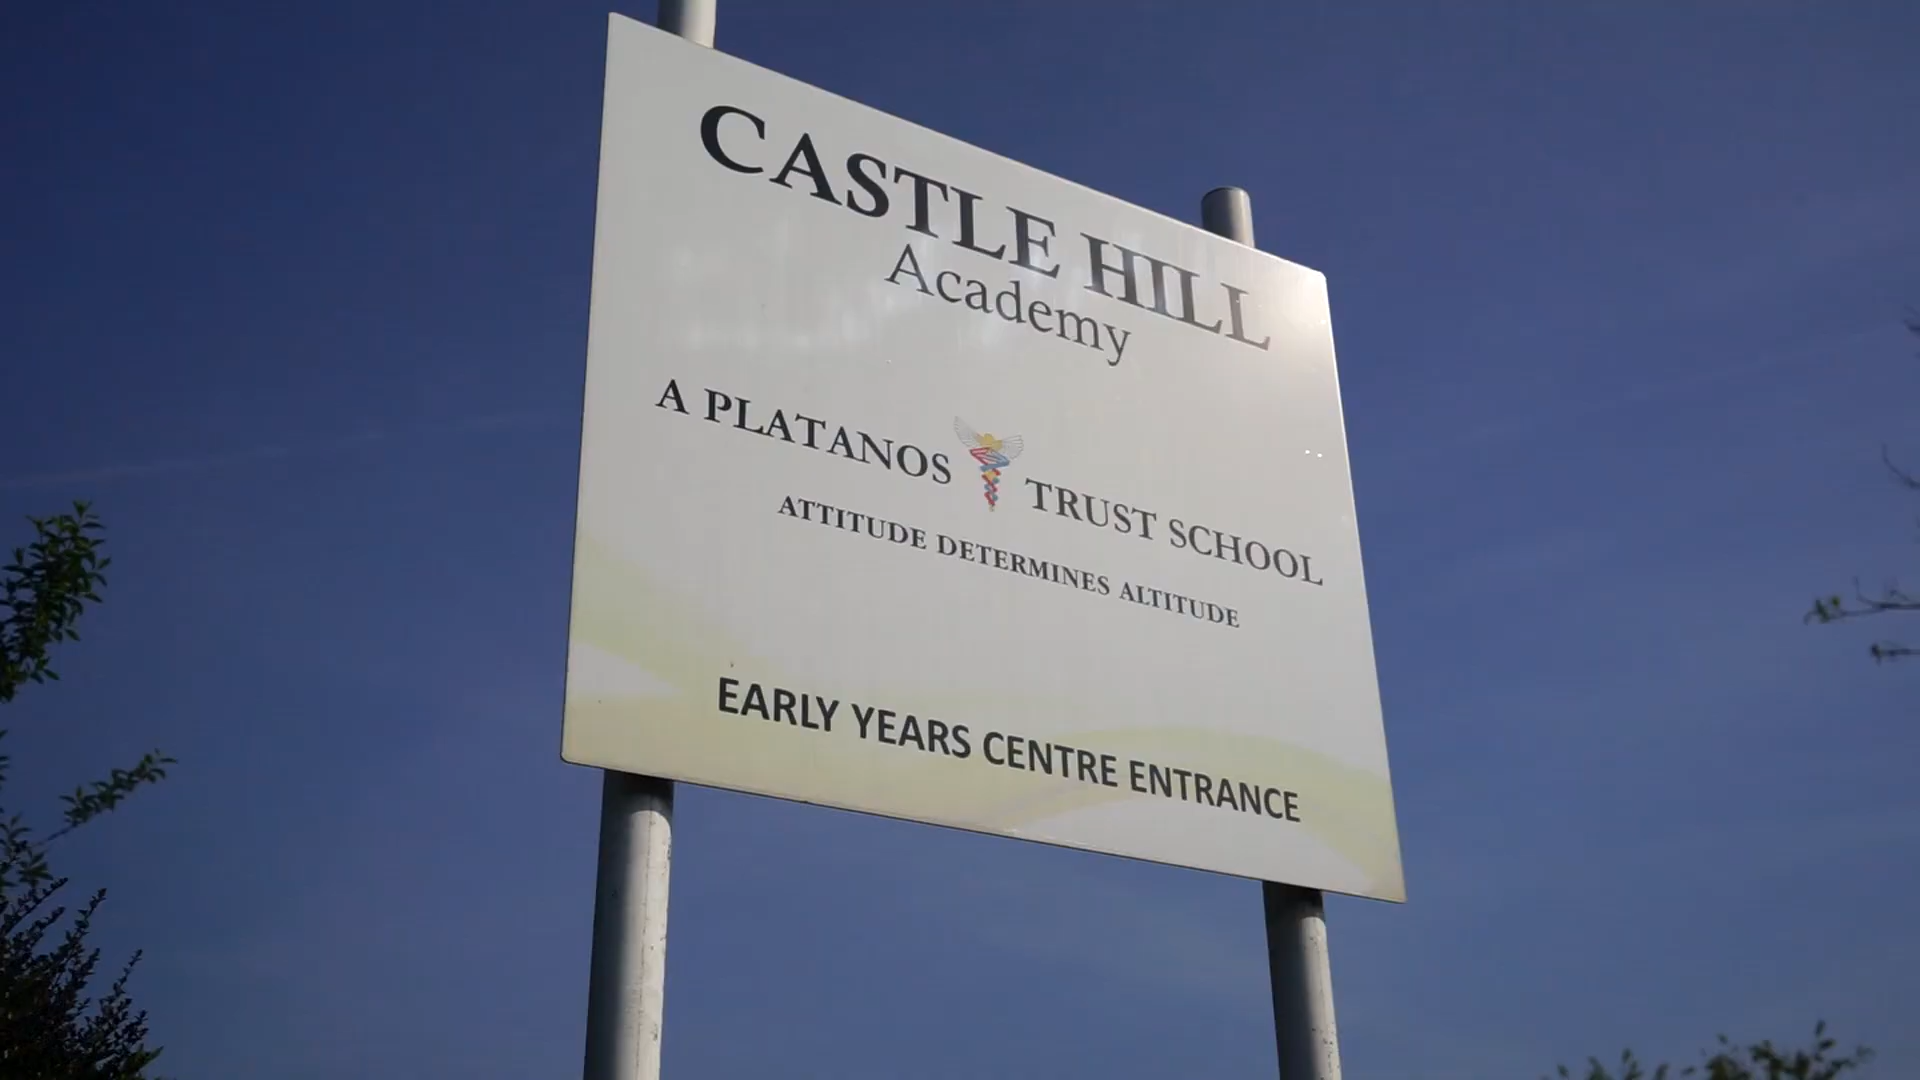 CASTLE HILL
Academy
A PLATANOS TRUST SCHOOL
ATTITUDE DETERMINES ALTITUDE
EARLY YEARS CENTRE ENTRANCE